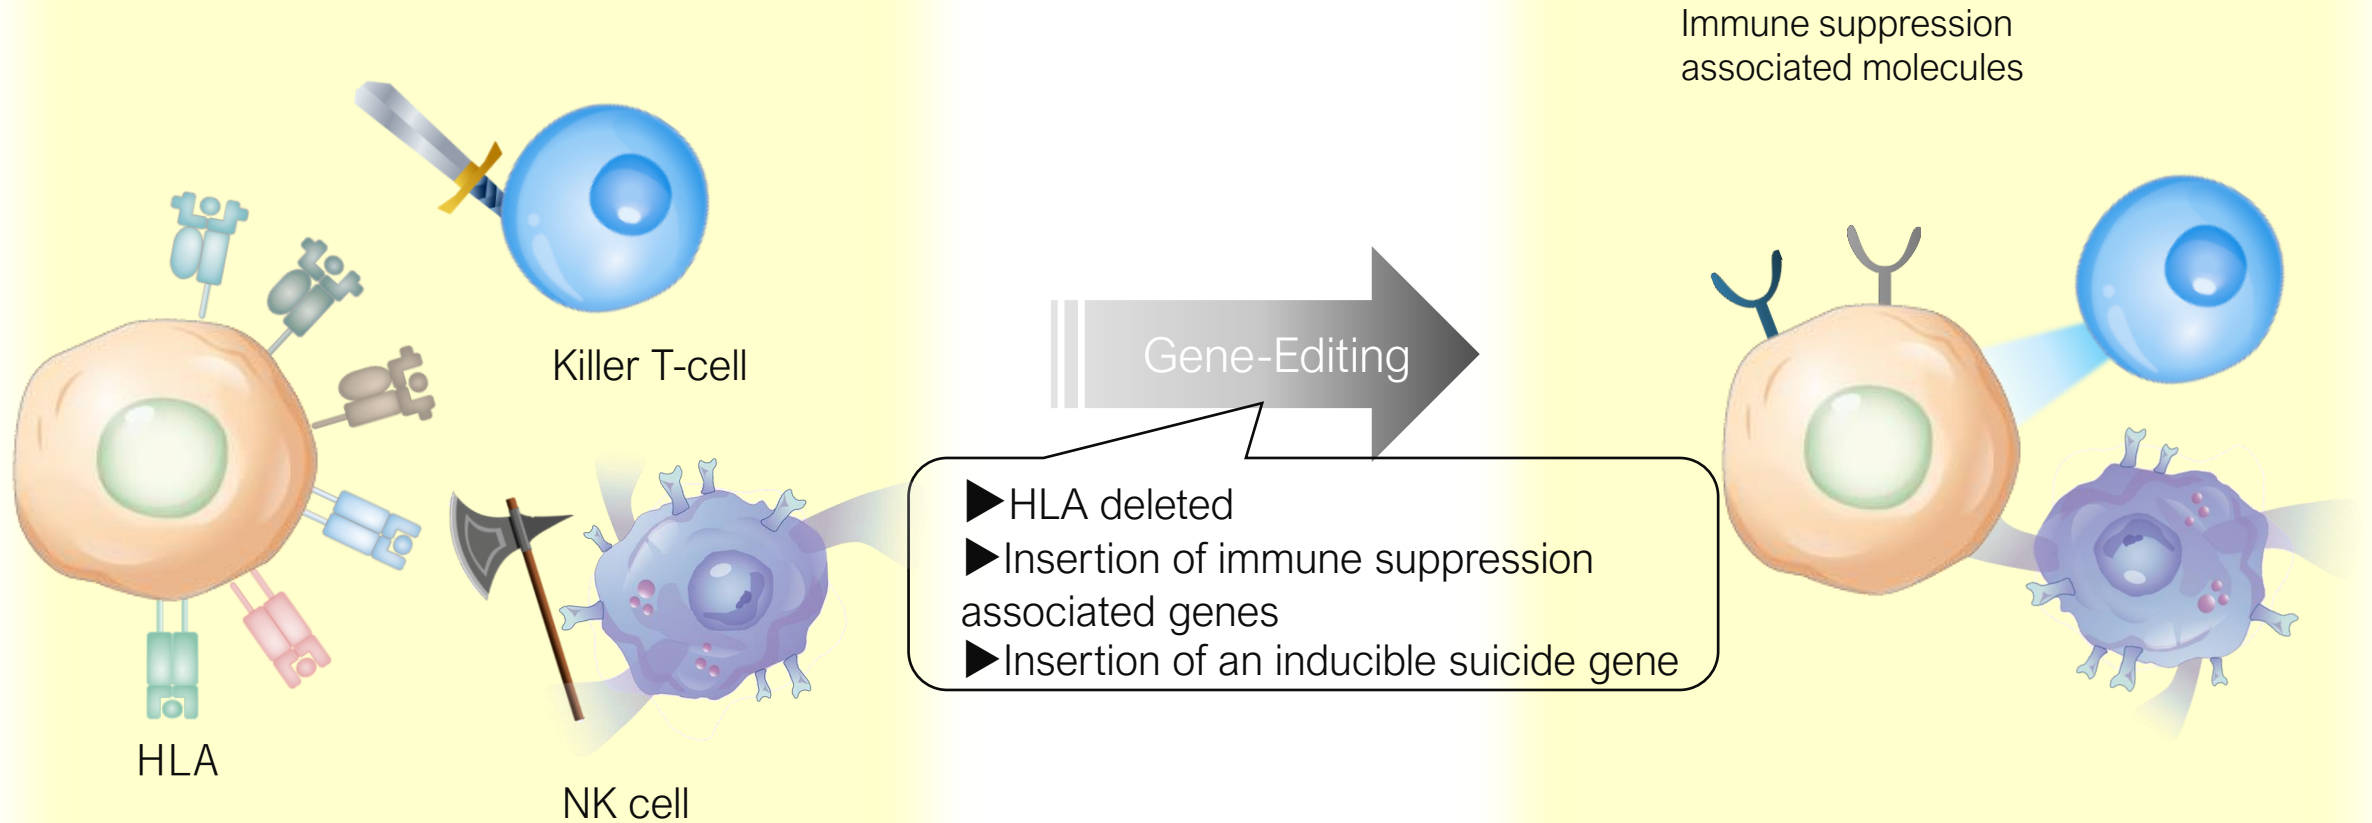 Immune suppression
associated molecules
Killer T-cell
Gene-Editing
▶HLA deleted
▶Insertion of immune suppression
associated genes
▶Insertion of an inducible suicide gene
HLA
NK cell